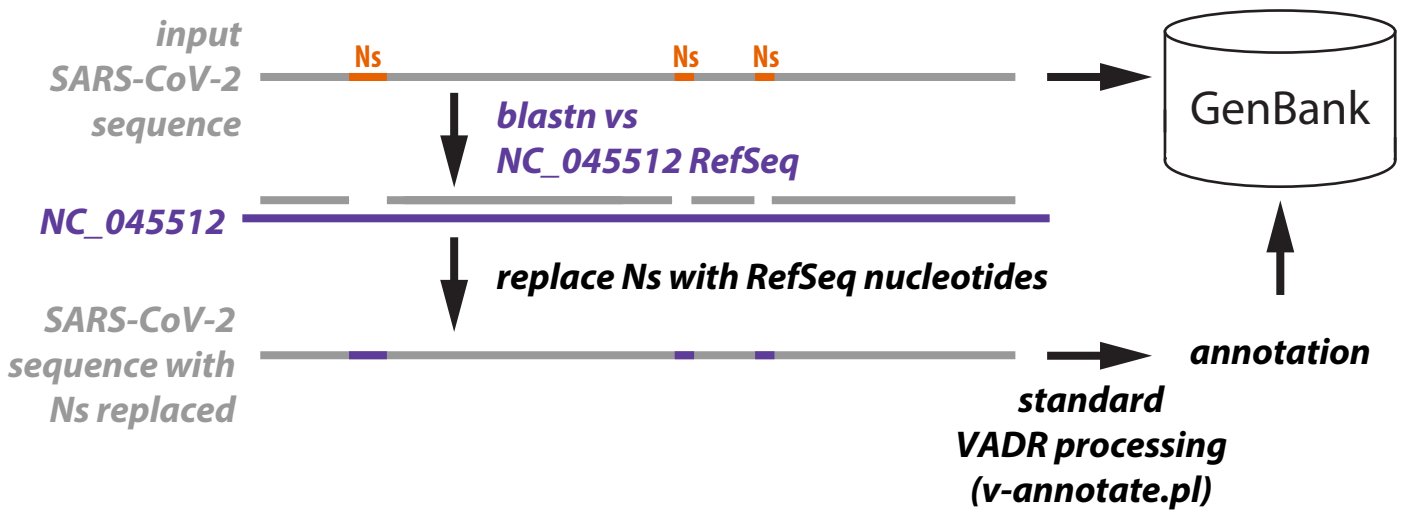 input
SARS-CoV-2
sequence
Ns
Ns
Ns
GenBank
blastn vs
NC_045512 RefSeq
NC_045512
replace Ns with RefSeq nucleotides
SARS-CoV-2
sequence with
Ns replaced
annotation
standard
VADR processing
(v-annotate.pl)